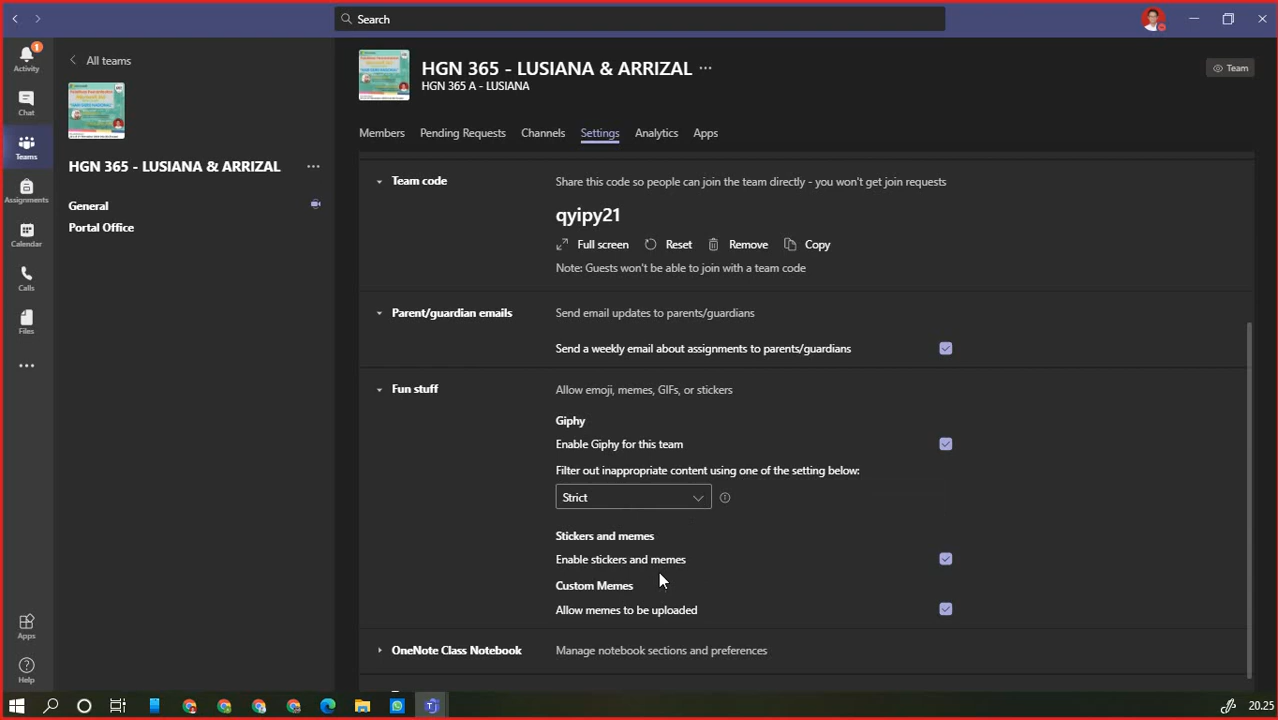 Search
Activity
1
Chat
Teams
Assignments
Calendar
Calls
Files
Apps
Help
All teams
HGN 365 - LUSIANA & ARRIZAL
General
Portal Office
HGN 365 - LUSIANA & ARRIZAL
HGN 365 A - LUSIANA
Team
Members Pending Requests Channels Settings Analytics Apps
Team code Share this code so people can join the team directly - you won't get join requests
qyipy21
Full screen Reset Remove Copy
Note: Guests won't be able to join with a team code
Parent/guardian emails Send email updates to parents/guardians
Send a weekly email about assignments to parents/guardians
Fun stuff Allow emoji, memes, GIFs, or stickers
Giphy
Enable Giphy for this team
Filter out inappropriate content using one of the setting below:
Strict
Stickers and memes
Enable stickers and memes
Custom Memes
Allow memes to be uploaded
OneNote Class Notebook Manage notebook sections and preferences
20.25